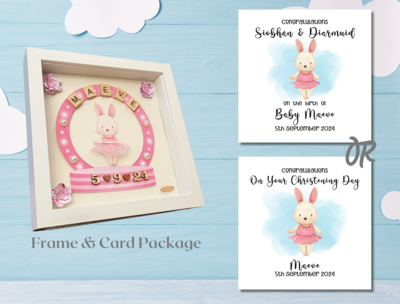 MAEVE
5♥9♥24
Frame & Card Package
Congratulations
Siobhan & Diarmuid
on the birth of
Baby Maeve
5th September 2024
OR
Congratulations
On Your Christening Day
Maeve
5th September 2024